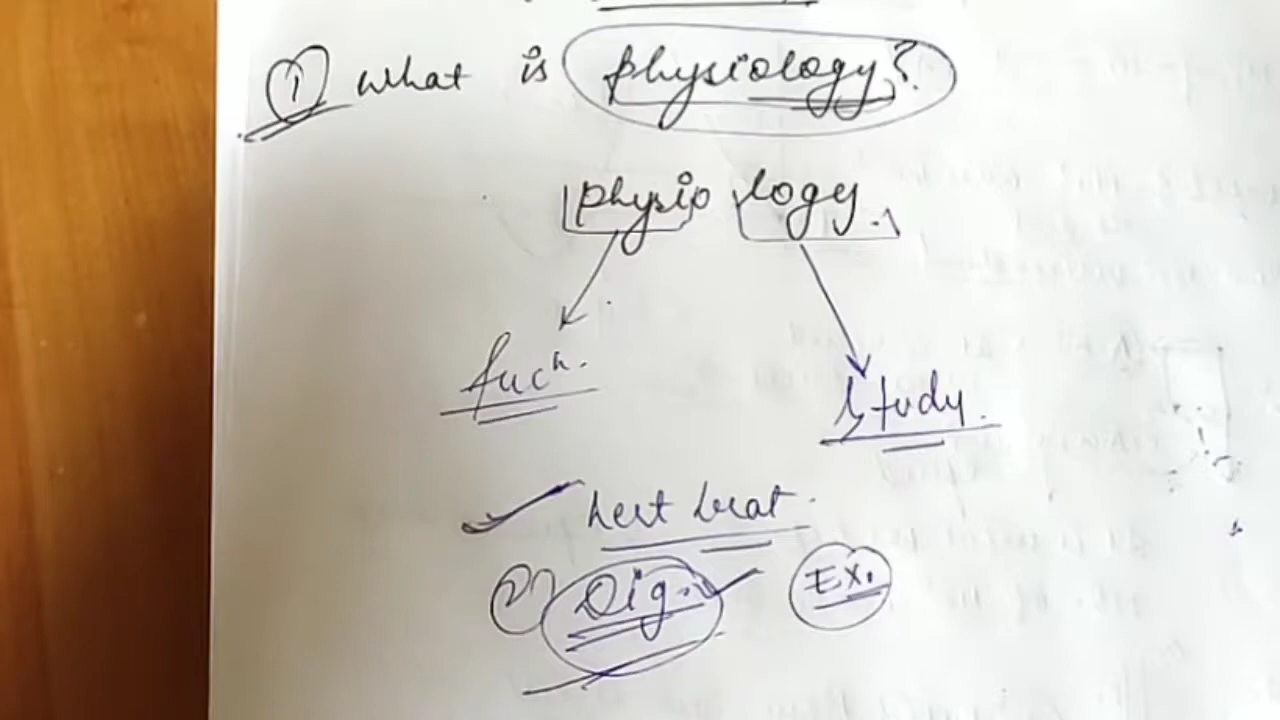 ① What is physiology?
physio logy.
fucn.
Study.
hert beat.
② Dig. Ex.